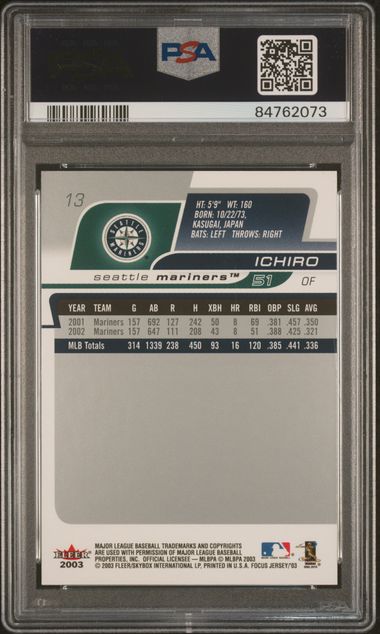 PSA
84762073
13
HT: 5'9" WT: 160
BORN: 10/22/73,
KASUGAI, JAPAN
BATS: LEFT THROWS: RIGHT
SEATTLE
MARINERS
ICHIRO
seattle mariners™ 51 OF
YEAR TEAM G AB R H XBH HR RBI OBP SLG AVG
2001 Mariners 157 692 127 242 50 8 69 .381 .457 .350
2002 Mariners 157 647 111 208 43 8 51 .388 .425 .321
MLB Totals 314 1339 238 450 93 16 120 .385 .441 .336
FLEER
2003
MAJOR LEAGUE BASEBALL TRADEMARKS AND COPYRIGHTS
ARE USED WITH PERMISSION OF MAJOR LEAGUE BASEBALL
PROPERTIES, INC. OFFICIAL LICENSEE – MLBPA © MLBPA 2003
© 2003 FLEER/SKYBOX INTERNATIONAL LP, PRINTED IN U.S.A. FOCUS JERSEY/'03